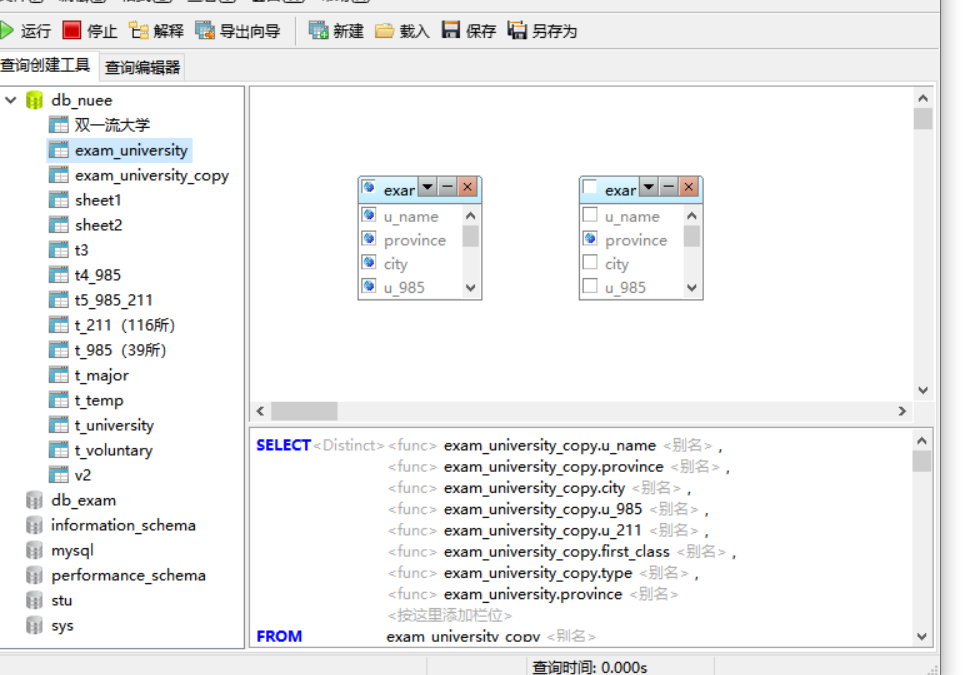 运行 停止 解释 导出向导 新建 载入 保存 另存为
查询创建工具 查询编辑器
db_nuee
双一流大学
exam_university
exam_university_copy
sheet1
sheet2
t3
t4_985
t5_985_211
t_211（116所）
t_985（39所）
t_major
t_temp
t_university
t_voluntary
v2
db_exam
information_schema
mysql
performance_schema
stu
sys
exar
u_name
province
city
u_985
exar
u_name
province
city
u_985
SELECT <Distinct> <func> exam_university_copy.u_name <别名> ,
<func> exam_university_copy.province <别名> ,
<func> exam_university_copy.city <别名> ,
<func> exam_university_copy.u_985 <别名> ,
<func> exam_university_copy.u_211 <别名> ,
<func> exam_university_copy.first_class <别名> ,
<func> exam_university_copy.type <别名> ,
<func> exam_university.province <别名>
<按这里添加栏位>
FROM exam_university_copy <别名>
查询时间: 0.000s